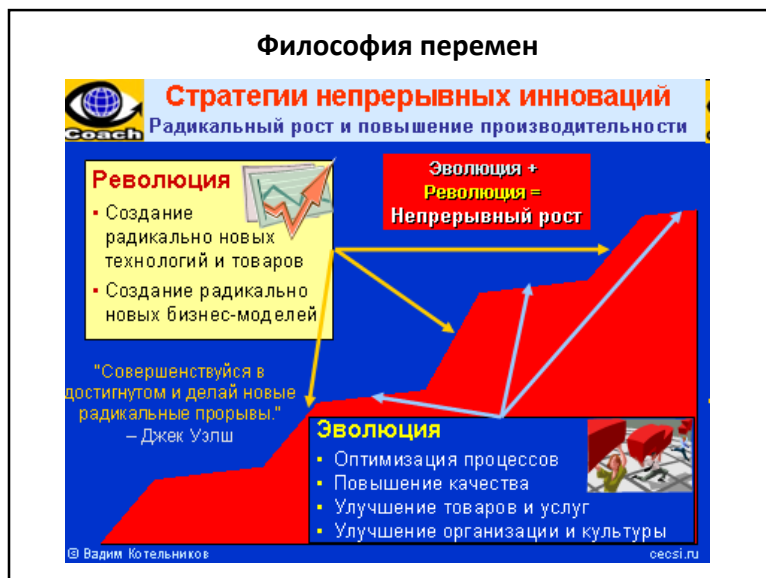 Философия перемен
Coach
Стратегии непрерывных инноваций
Радикальный рост и повышение производительности
Революция
• Создание
радикально новых
технологий и товаров
• Создание радикально
новых бизнес-моделей
Эволюция +
Революция =
Непрерывный рост
"Совершенствуйся в
достигнутом и делай новые
радикальные прорывы."
– Джек Уэлш
Эволюция
• Оптимизация процессов
• Повышение качества
• Улучшение товаров и услуг
• Улучшение организации и культуры
© Вадим Котельников
cecsi.ru